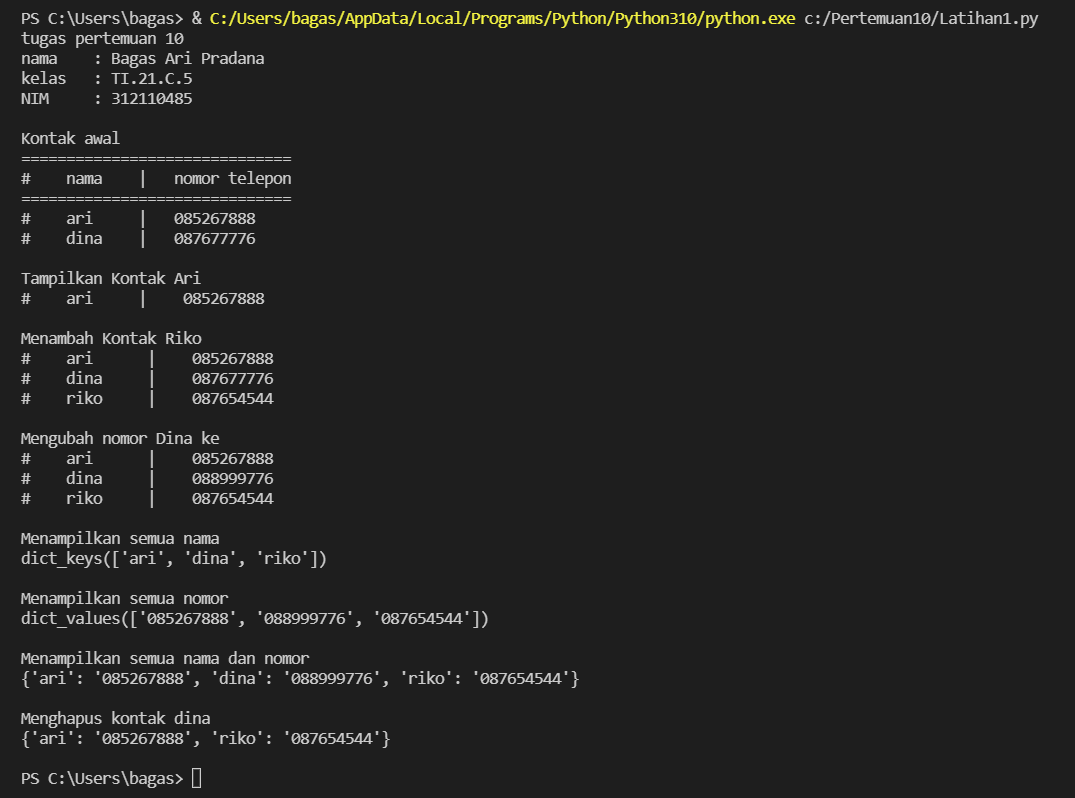 PS C:\Users\bagas> & C:/Users/bagas/AppData/Local/Programs/Python/Python310/python.exe c:/Pertemuan10/Latihan1.py
tugas pertemuan 10
nama    : Bagas Ari Pradana
kelas   : TI.21.C.5
NIM     : 312110485

Kontak awal
==============================
#    nama    |   nomor telepon
==============================
#    ari     |   085267888
#    dina    |   087677776

Tampilkan Kontak Ari
#    ari     |    085267888

Menambah Kontak Riko
#    ari      |    085267888
#    dina     |    087677776
#    riko     |    087654544

Mengubah nomor Dina ke
#    ari      |    085267888
#    dina     |    088999776
#    riko     |    087654544

Menampilkan semua nama
dict_keys(['ari', 'dina', 'riko'])

Menampilkan semua nomor
dict_values(['085267888', '088999776', '087654544'])

Menampilkan semua nama dan nomor
{'ari': '085267888', 'dina': '088999776', 'riko': '087654544'}

Menghapus kontak dina
{'ari': '085267888', 'riko': '087654544'}

PS C:\Users\bagas>